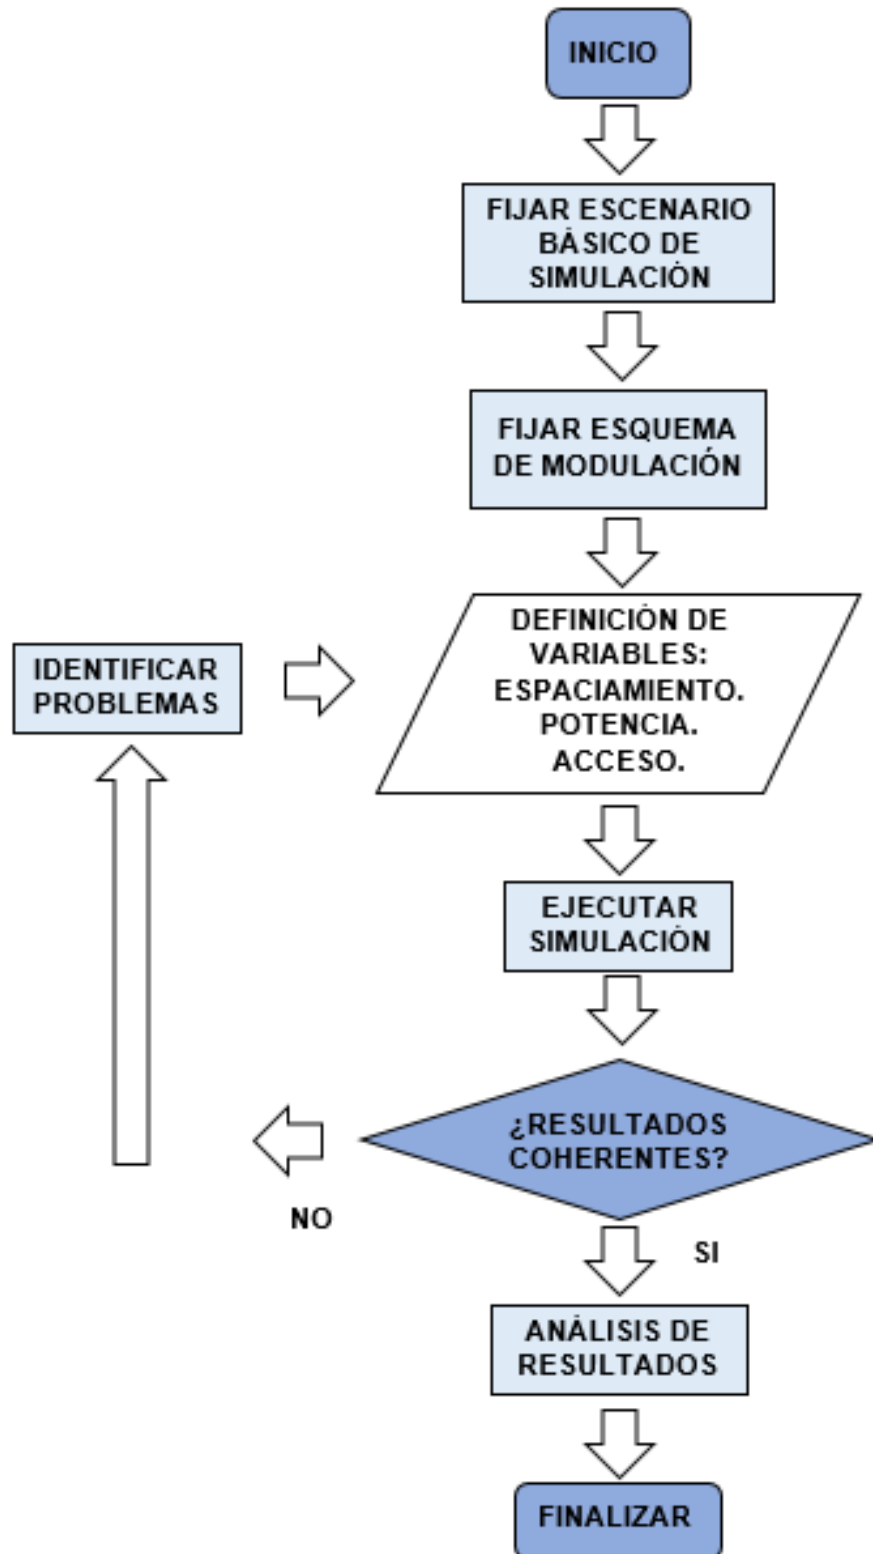 INICIO
FIJAR ESCENARIO
BÁSICO DE
SIMULACIÓN
FIJAR ESQUEMA
DE MODULACIÓN
DEFINICIÓN DE
VARIABLES:
ESPACIAMIENTO.
POTENCIA.
ACCESO.
IDENTIFICAR
PROBLEMAS
EJECUTAR
SIMULACIÓN
¿RESULTADOS
COHERENTES?
NO
SI
ANÁLISIS DE
RESULTADOS
FINALIZAR